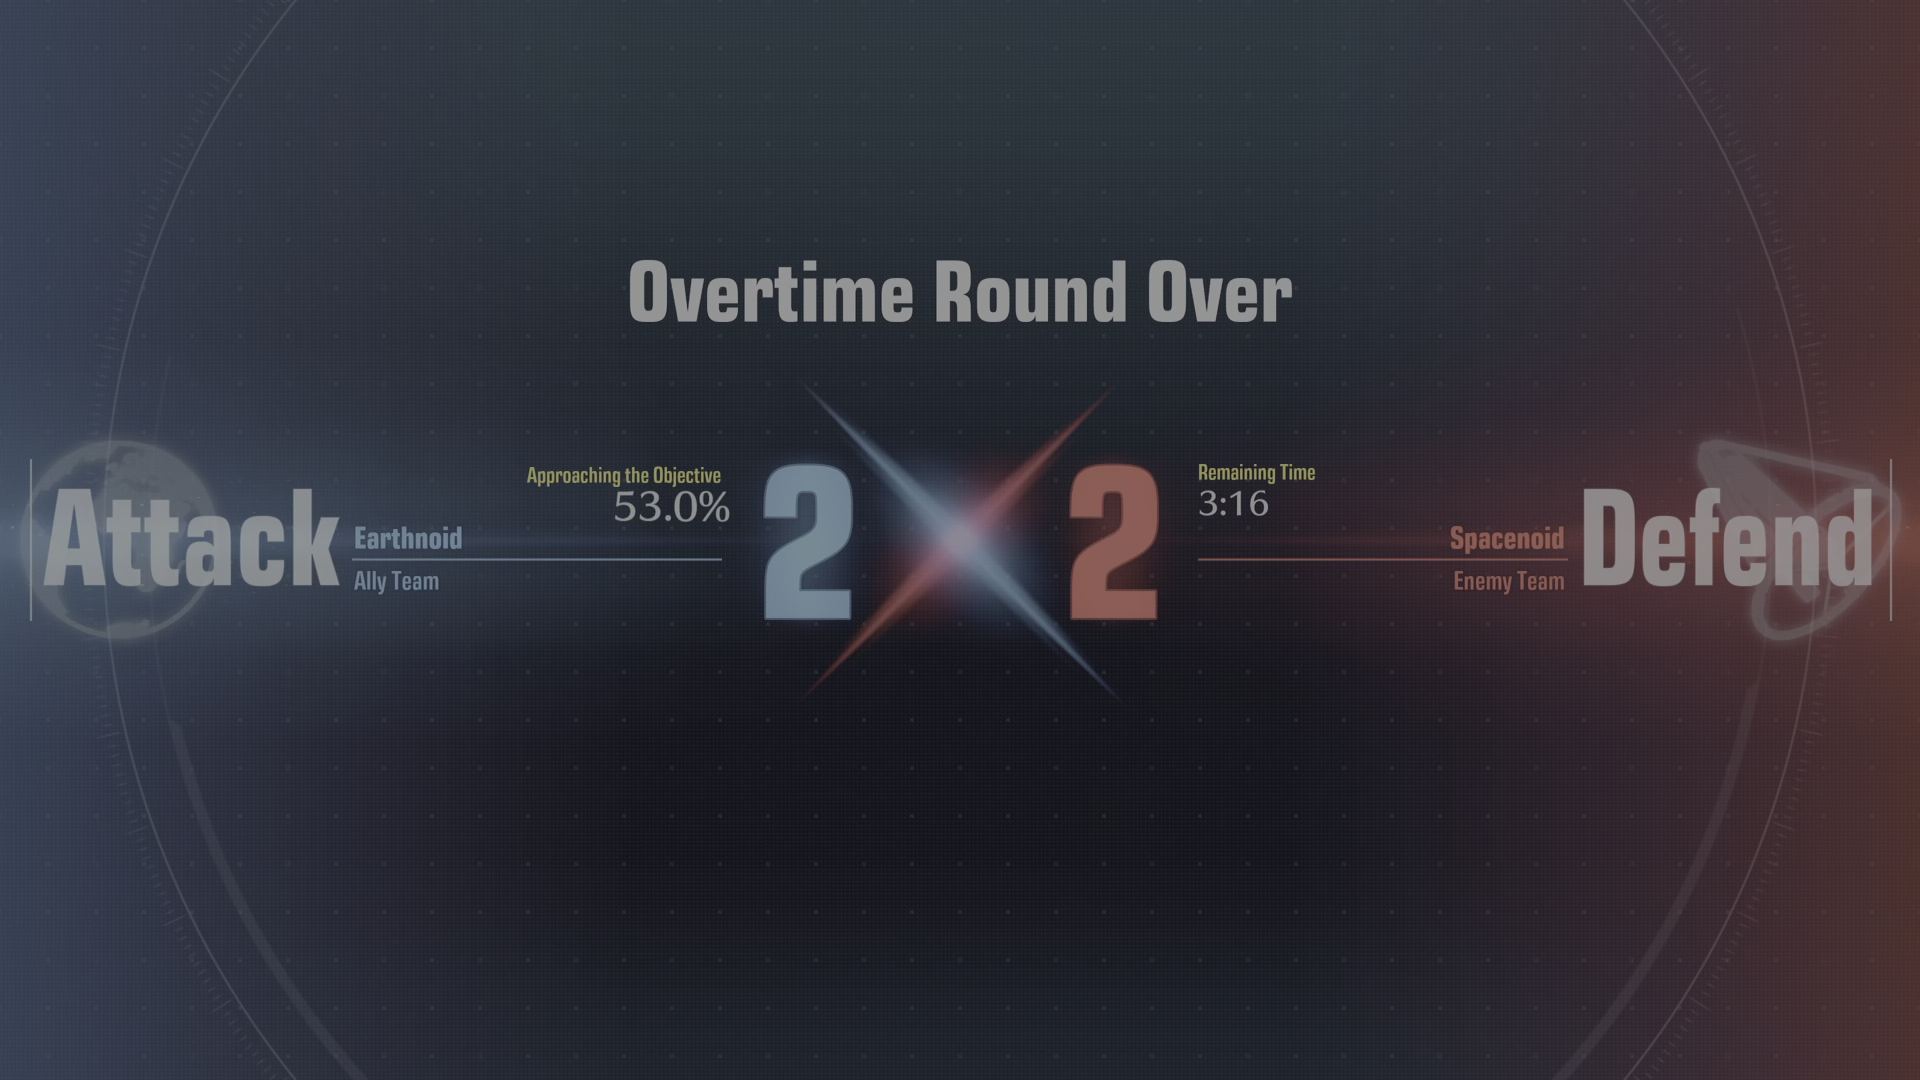 Overtime Round Over
Attack
Earthnoid
Ally Team
Approaching the Objective
53.0%
2
2
Remaining Time
3:16
Spacenoid
Enemy Team
Defend